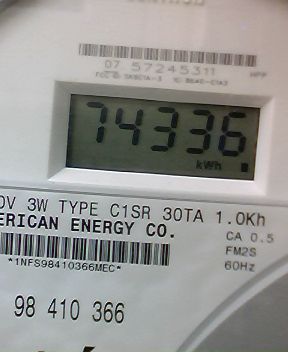 07 57245311
74336
kWh
3W TYPE C1SR 30TA 1.0Kh
ERICAN ENERGY CO.
CA 0.5
FM2S
*1NFS98410366MEC*
60Hz
98 410 366